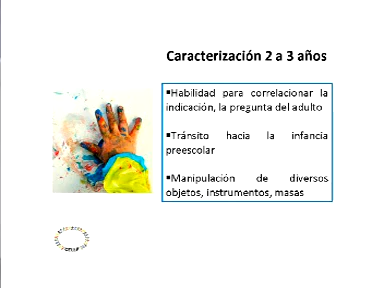 Caracterización 2 a 3 años
▪Habilidad para correlacionar la
indicación, la pregunta del adulto
▪Tránsito hacia la infancia
preescolar
▪Manipulación de diversos
objetos, instrumentos, masas